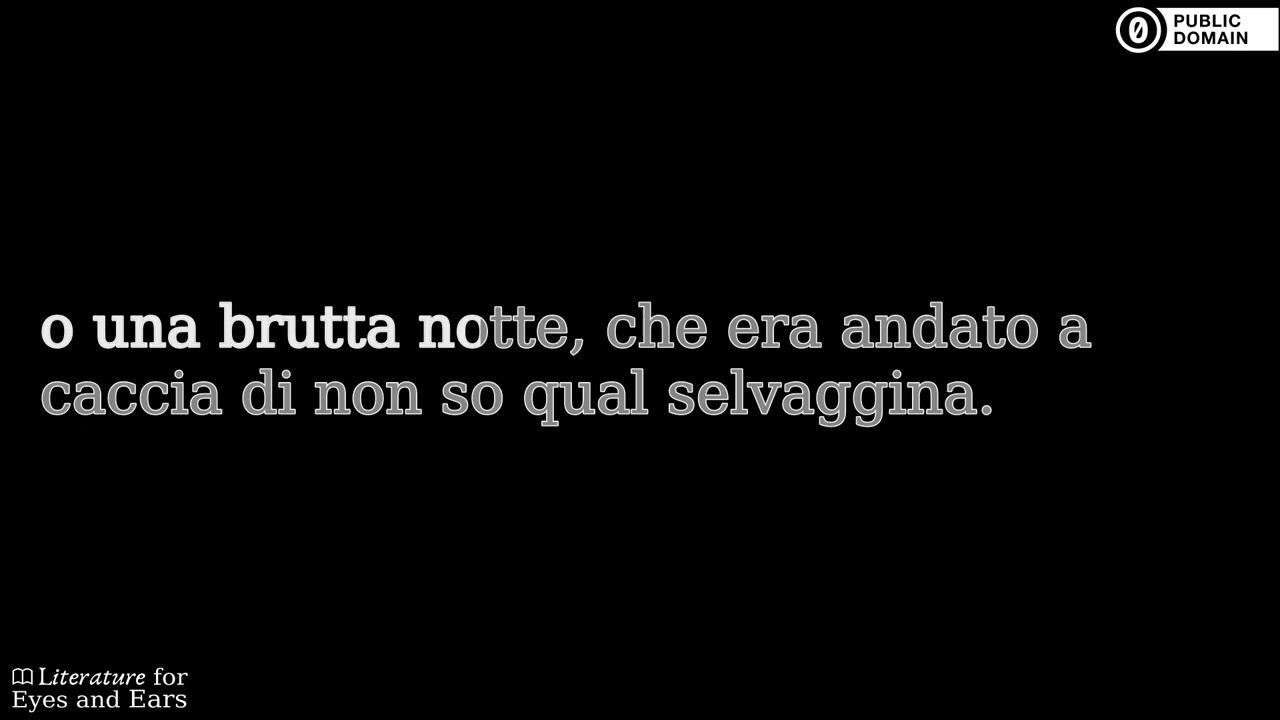 PUBLIC
DOMAIN
o una brutta notte, che era andato a
caccia di non so qual selvaggina.
Literature for
Eyes and Ears